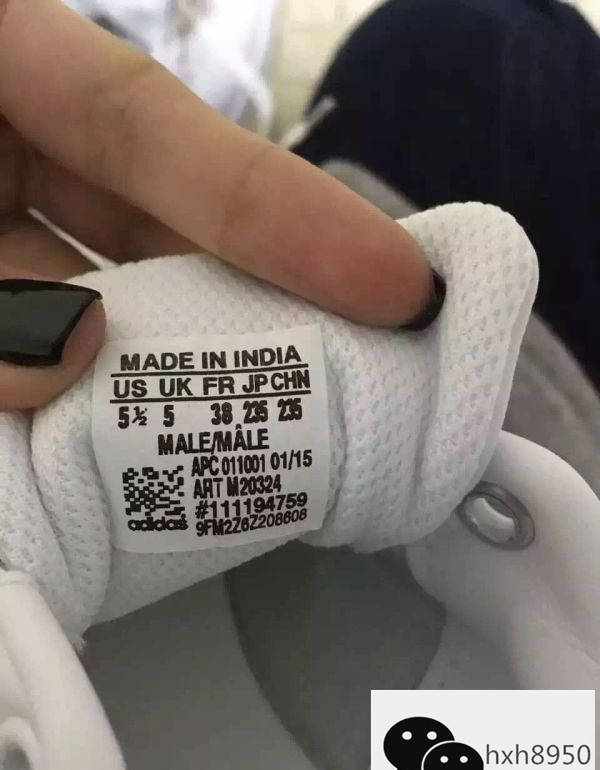 MADE IN INDIA
US UK FR JP CHN
5½ 5 38 235 235
MALE/MÂLE
APC 011001 01/15
ART M20324
#111194759
adidas 9FM2Z6Z208608
hxh8950